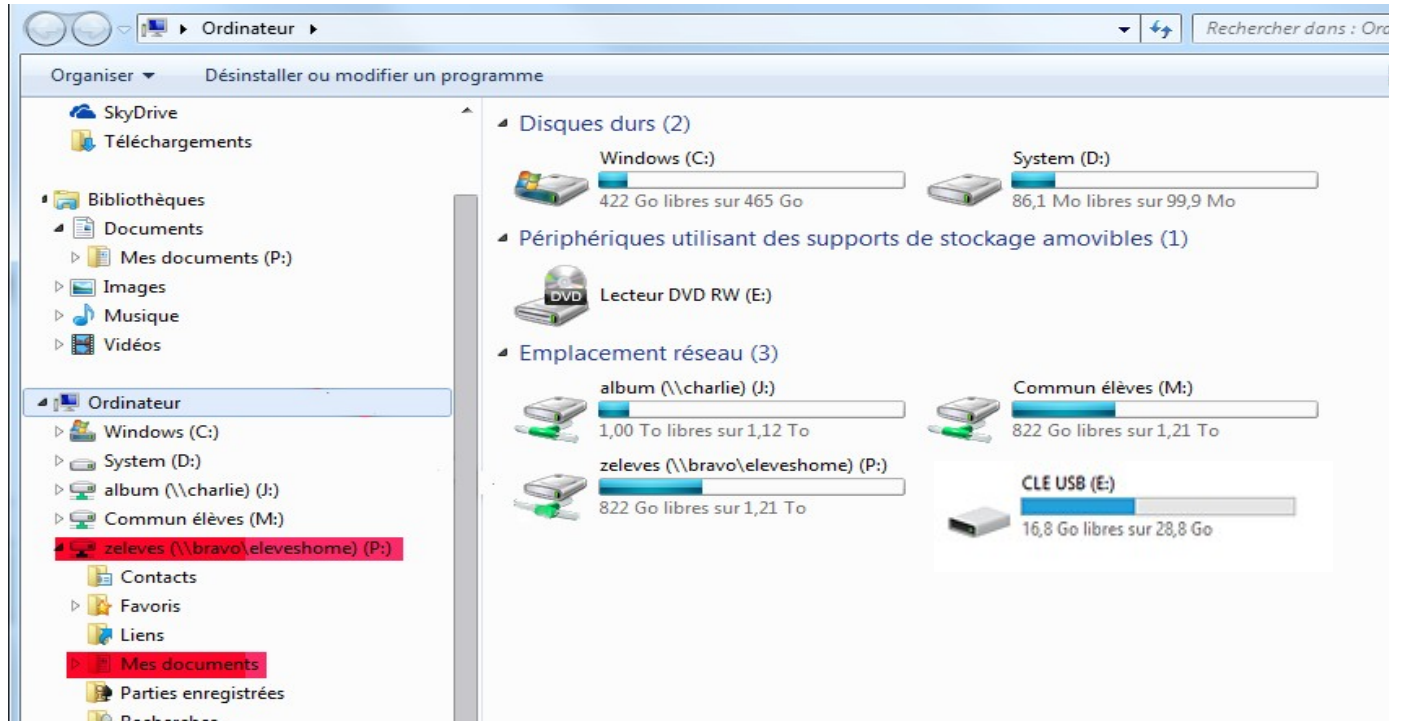 Ordinateur
Rechercher dans : Ord
Organiser
Désinstaller ou modifier un programme
SkyDrive
Téléchargements
Bibliothèques
Documents
Mes documents (P:)
Images
Musique
Vidéos
Ordinateur
Windows (C:)
System (D:)
album (\\charlie) (J:)
Commun élèves (M:)
zeleves (\\bravo\eleveshome) (P:)
Contacts
Favoris
Liens
Mes documents
Parties enregistrées
Recherches
Disques durs (2)
Windows (C:)
422 Go libres sur 465 Go
System (D:)
86,1 Mo libres sur 99,9 Mo
Périphériques utilisant des supports de stockage amovibles (1)
DVD
Lecteur DVD RW (E:)
Emplacement réseau (3)
album (\\charlie) (J:)
1,00 To libres sur 1,12 To
Commun élèves (M:)
822 Go libres sur 1,21 To
zeleves (\\bravo\eleveshome) (P:)
822 Go libres sur 1,21 To
CLE USB (E:)
16,8 Go libres sur 28,8 Go